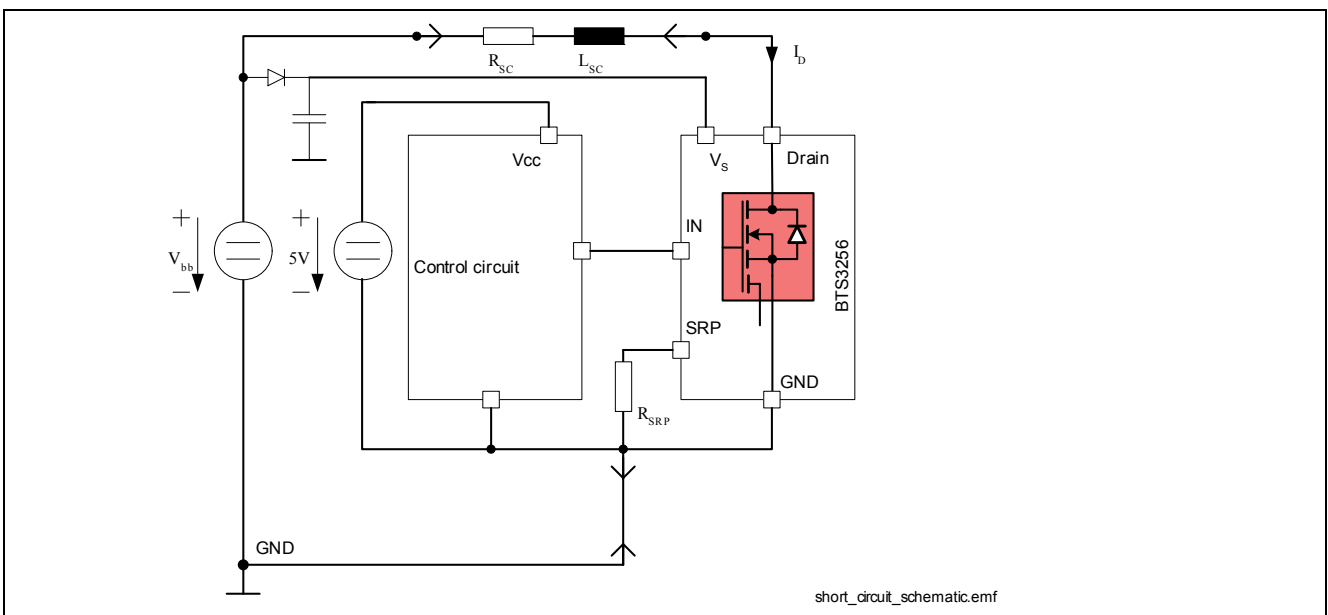 R_SC
L_SC
I_D
Vcc
V_S
Drain
+
V_bb
−
+
5V
−
Control circuit
IN
SRP
BTS3256
GND
R_SRP
GND
short_circuit_schematic.emf